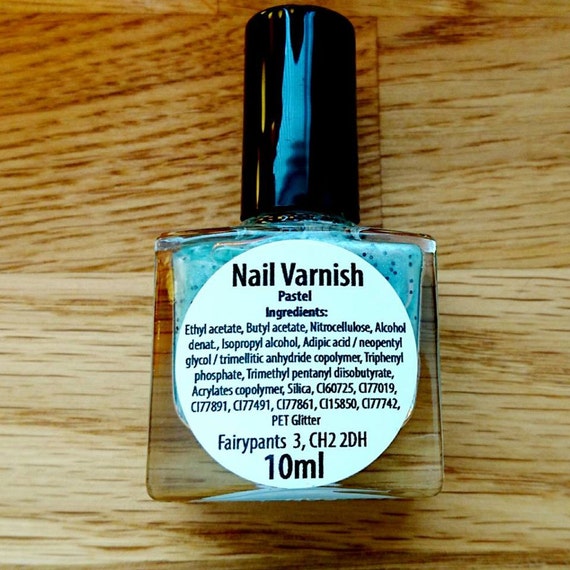 Nail Varnish
Pastel
Ingredients:
Ethyl acetate, Butyl acetate, Nitrocellulose, Alcohol
denat., Isopropyl alcohol, Adipic acid / neopentyl
glycol / trimellitic anhydride copolymer, Triphenyl
phosphate, Trimethyl pentanyl diisobutyrate,
Acrylates copolymer, Silica, CI60725, CI77019,
CI77891, CI77491, CI77861, CI15850, CI77742,
PET Glitter
Fairypants 3, CH2 2DH
10ml